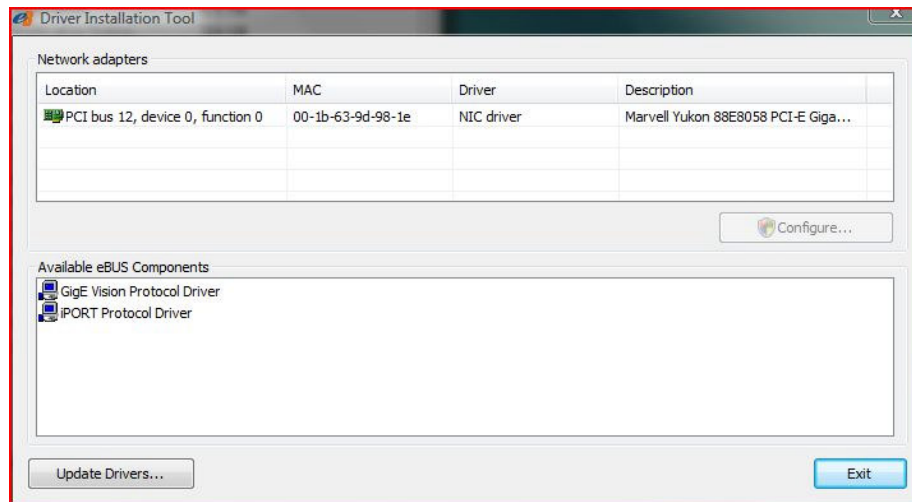 Driver Installation Tool
Network adapters
Location MAC Driver Description
PCI bus 12, device 0, function 0 00-1b-63-9d-98-1e NIC driver Marvell Yukon 88E8058 PCI-E Giga...
Configure...
Available eBUS Components
GigE Vision Protocol Driver
iPORT Protocol Driver
Update Drivers... Exit